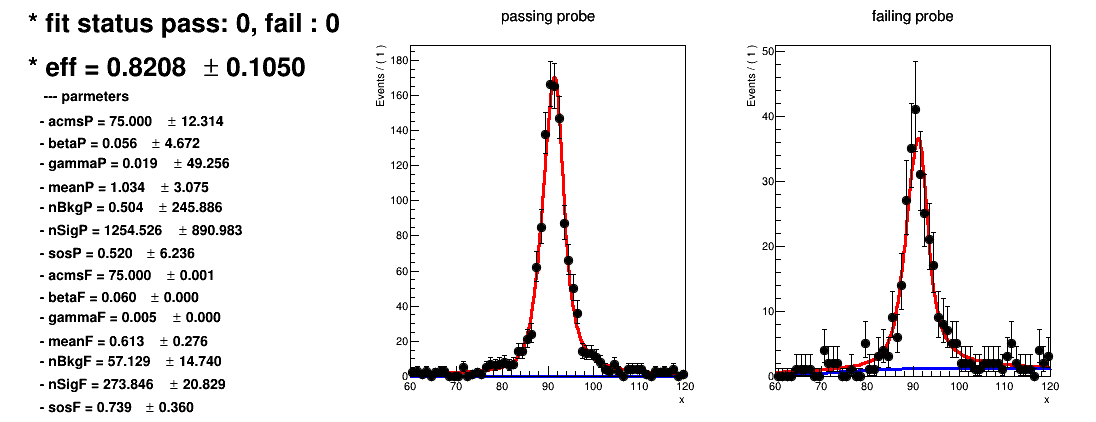 * fit status pass: 0, fail : 0
* eff = 0.8208 ± 0.1050
--- parmeters
- acmsP = 75.000 ± 12.314
- betaP = 0.056 ± 4.672
- gammaP = 0.019 ± 49.256
- meanP = 1.034 ± 3.075
- nBkgP = 0.504 ± 245.886
- nSigP = 1254.526 ± 890.983
- sosP = 0.520 ± 6.236
- acmsF = 75.000 ± 0.001
- betaF = 0.060 ± 0.000
- gammaF = 0.005 ± 0.000
- meanF = 0.613 ± 0.276
- nBkgF = 57.129 ± 14.740
- nSigF = 273.846 ± 20.829
- sosF = 0.739 ± 0.360
passing probe
Events / ( 1 )
180
160
140
120
100
80
60
40
20
0
60 70 80 90 100 110 120
x
failing probe
Events / ( 1 )
50
40
30
20
10
0
60 70 80 90 100 110 120
x